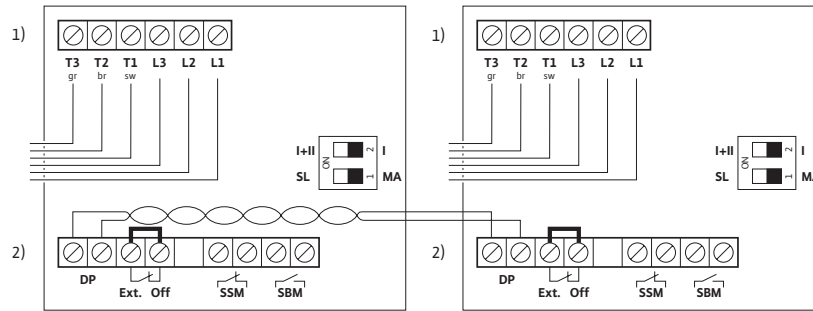 1)
T3 T2 T1 L3 L2 L1
gr br sw
I+II ON 2 I
SL 1 MA
2)
DP Ext. Off SSM SBM
1)
T3 T2 T1 L3 L2 L1
gr br sw
I+II ON 2 I
SL 1 MA
2)
DP Ext. Off SSM SBM